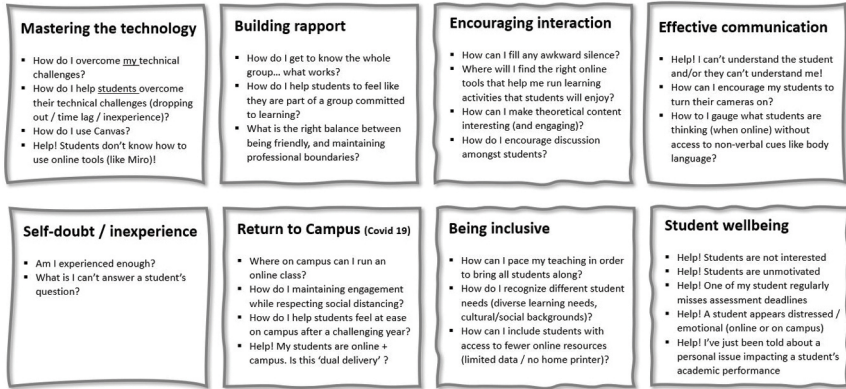 Mastering the technology
▪ How do I overcome my technical
challenges?
▪ How do I help students overcome
their technical challenges (dropping
out / time lag / inexperience)?
▪ How do I use Canvas?
▪ Help! Students don't know how to
use online tools (like Miro)!
Building rapport
▪ How do I get to know the whole
group... what works?
▪ How do I help students to feel like
they are part of a group committed
to learning?
▪ What is the right balance between
being friendly, and maintaining
professional boundaries?
Encouraging interaction
▪ How can I fill any awkward silence?
▪ Where will I find the right online
tools that help me run learning
activities that students will enjoy?
▪ How can I make theoretical content
interesting (and engaging)?
▪ How do I encourage discussion
amongst students?
Effective communication
▪ Help! I can't understand the student
and/or they can't understand me!
▪ How can I encourage my students to
turn their cameras on?
▪ How to I gauge what students are
thinking (when online) without
access to non-verbal cues like body
language?
Self-doubt / inexperience
▪ Am I experienced enough?
▪ What is I can't answer a student's
question?
Return to Campus (Covid 19)
▪ Where on campus can I run an
online class?
▪ How do I maintaining engagement
while respecting social distancing?
▪ How do I help students feel at ease
on campus after a challenging year?
▪ Help! My students are online +
campus. Is this 'dual delivery' ?
Being inclusive
▪ How can I pace my teaching in order
to bring all students along?
▪ How do I recognize different student
needs (diverse learning needs,
cultural/social backgrounds)?
▪ How can I include students with
access to fewer online resources
(limited data / no home printer)?
Student wellbeing
▪ Help! Students are not interested
▪ Help! Students are unmotivated
▪ Help! One of my student regularly
misses assessment deadlines
▪ Help! A student appears distressed /
emotional (online or on campus)
▪ Help! I've just been told about a
personal issue impacting a student's
academic performance